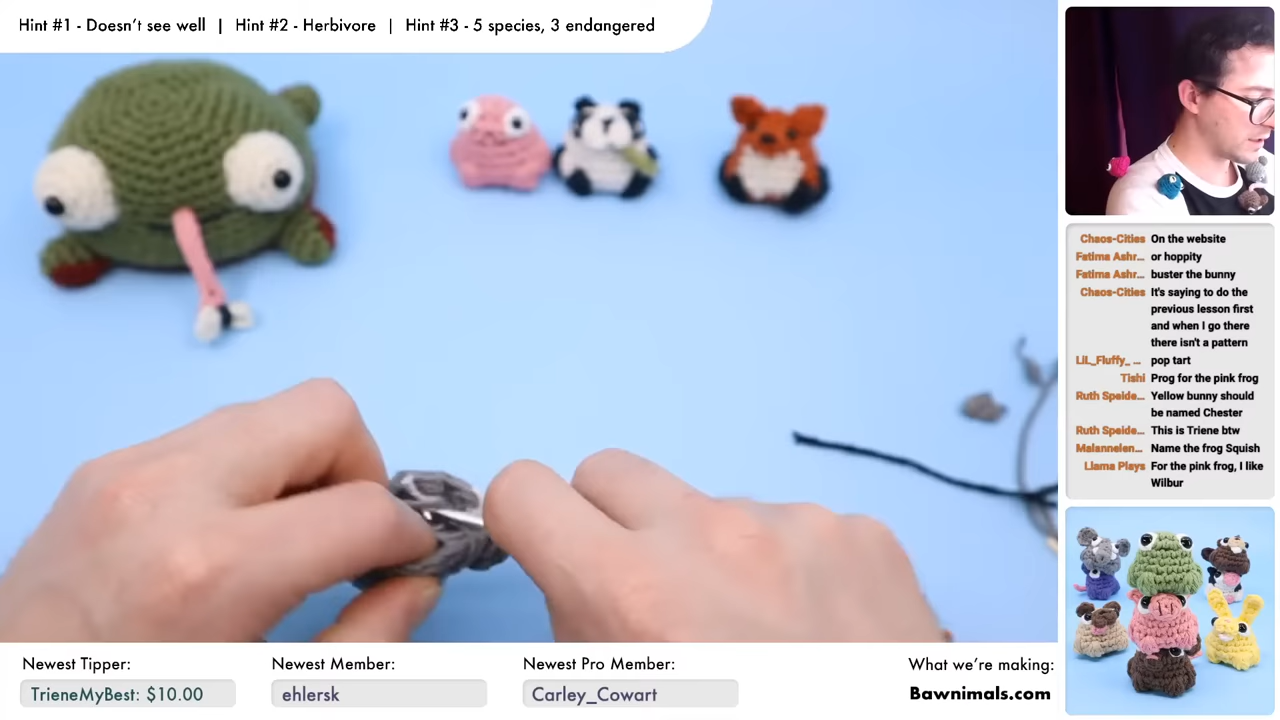 Hint #1 - Doesn't see well | Hint #2 - Herbivore | Hint #3 - 5 species, 3 endangered
Chaos-Cities On the website
Fatima Ashr... or hoppity
Fatima Ashr... buster the bunny
Chaos-Cities It's saying to do the
previous lesson first
and when I go there
there isn't a pattern
LiL_Fluffy_ ... pop tart
Tishi Prog for the pink frog
Ruth Speide... Yellow bunny should
be named Chester
Ruth Speide... This is Triene btw
Malannelen... Name the frog Squish
Llama Plays For the pink frog, I like
Wilbur
Newest Tipper:
TrieneMyBest: $10.00
Newest Member:
ehlersk
Newest Pro Member:
Carley_Cowart
What we're making:
Bawnimals.com